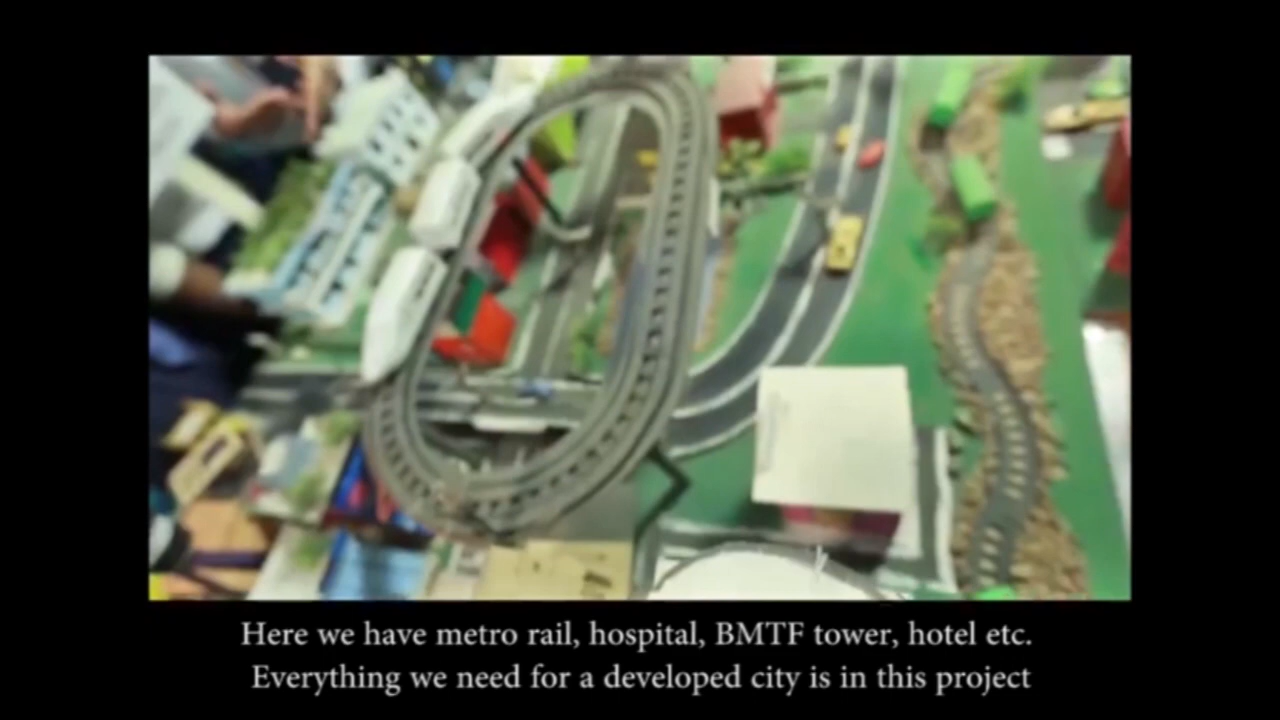 Here we have metro rail, hospital, BMTF tower, hotel etc.
Everything we need for a developed city is in this project